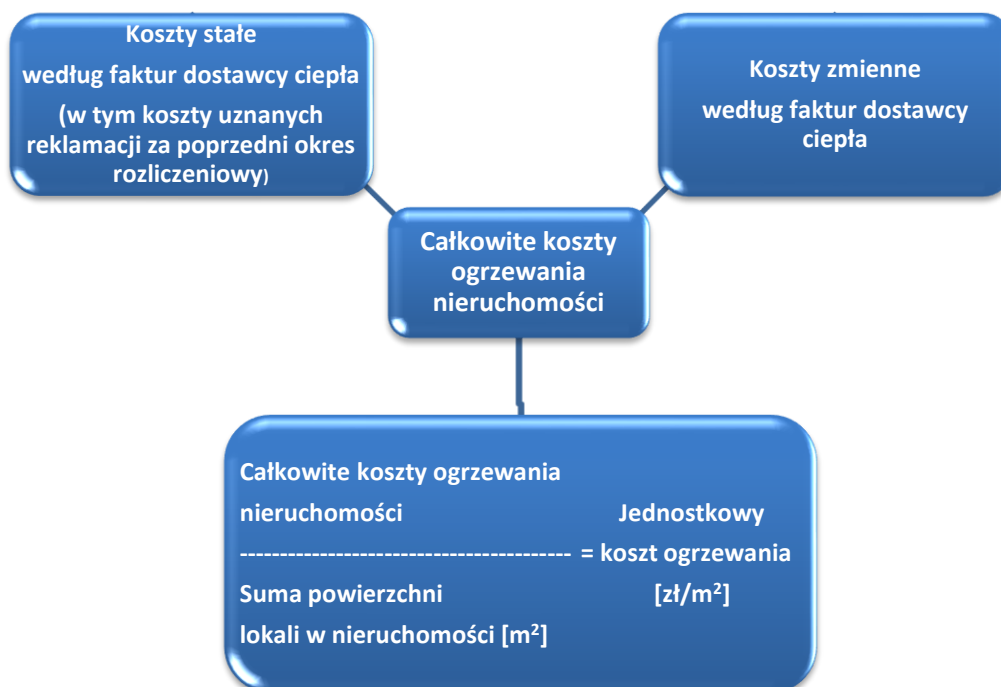 Koszty stałe
według faktur dostawcy ciepła
(w tym koszty uznanych
reklamacji za poprzedni okres
rozliczeniowy)
Koszty zmienne
według faktur dostawcy
ciepła
Całkowite koszty
ogrzewania
nieruchomości
Całkowite koszty ogrzewania
nieruchomości Jednostkowy
----------------------------------------- = koszt ogrzewania
Suma powierzchni [zł/m²]
lokali w nieruchomości [m²]